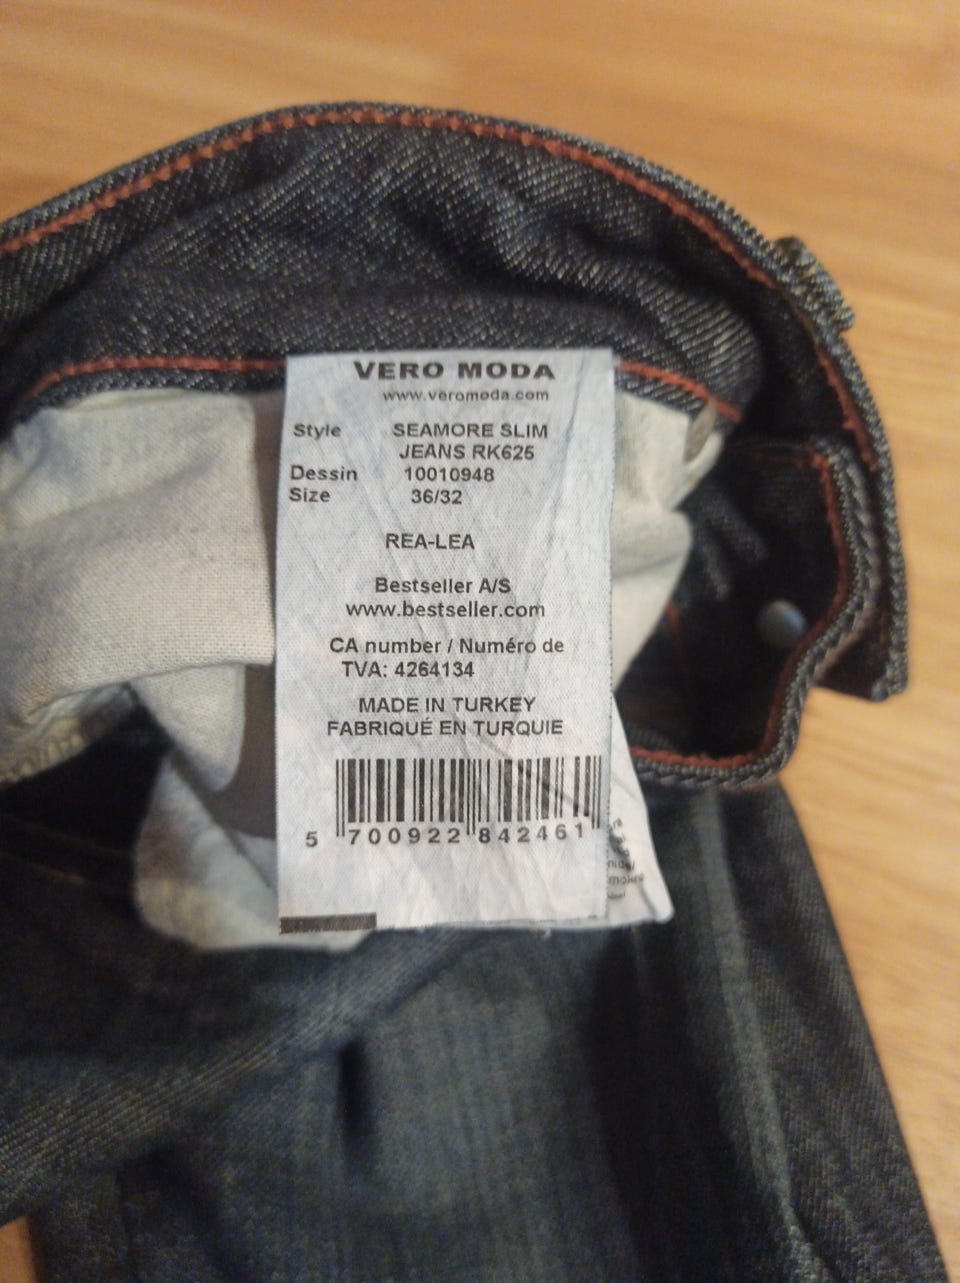 VERO MODA
www.veromoda.com
Style SEAMORE SLIM
JEANS RK625
Dessin 10010948
Size 36/32
REA-LEA
Bestseller A/S
www.bestseller.com
CA number / Numéro de
TVA: 4264134
MADE IN TURKEY
FABRIQUÉ EN TURQUIE
5 700922 842461